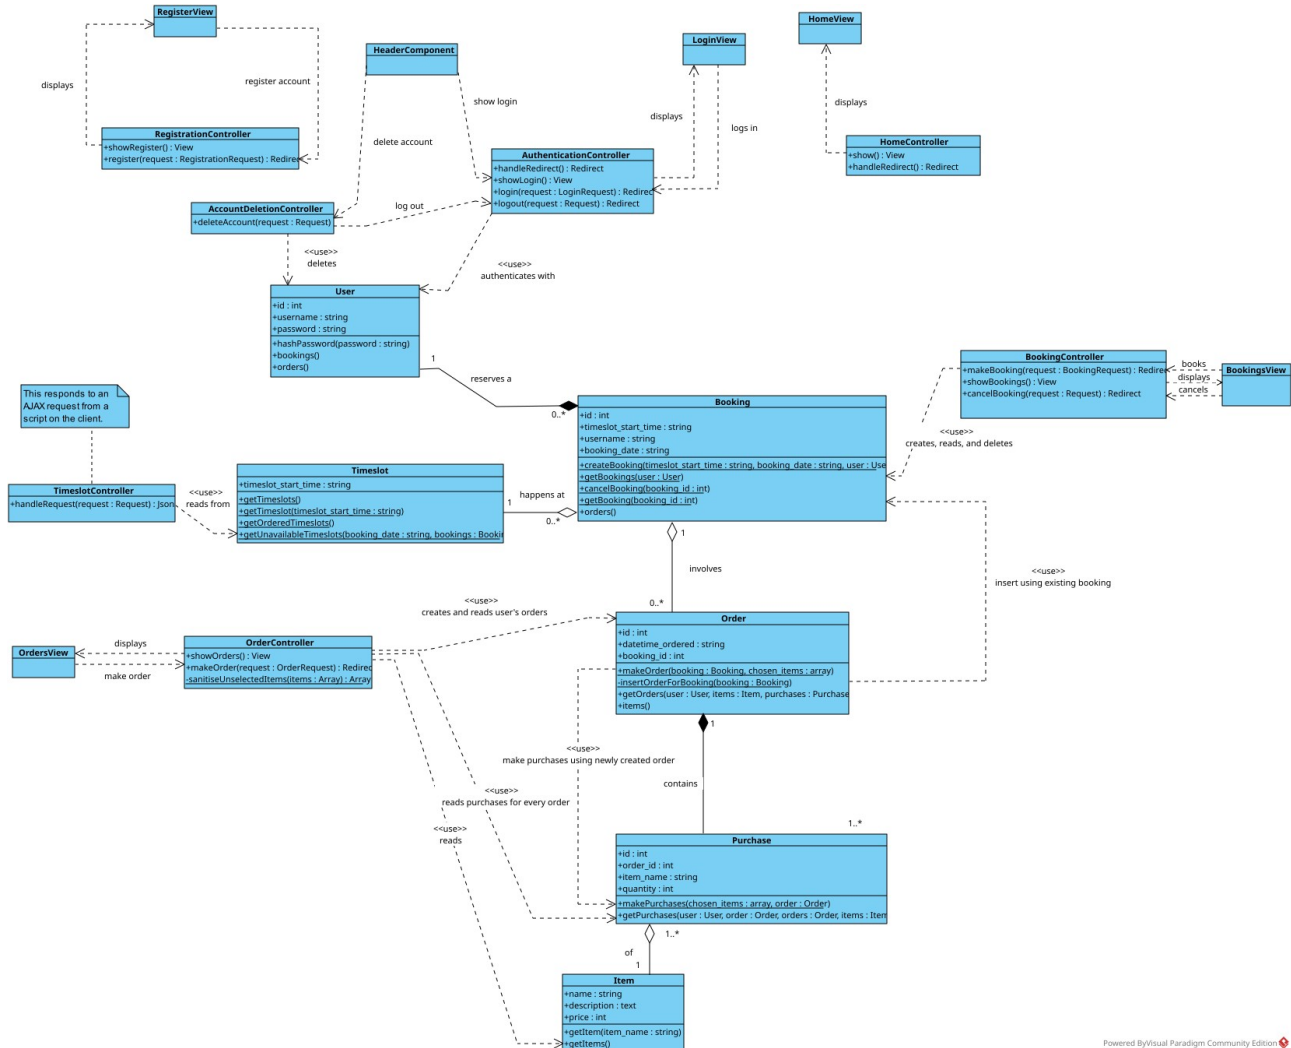 RegisterView
HomeView
LoginView
HeaderComponent
displays
register account
show login
displays
displays
logs in
delete account
RegistrationController
+showRegister() : View
+register(request : RegistrationRequest) : Redirec
HomeController
+show() : View
+handleRedirect() : Redirect
AuthenticationController
+handleRedirect() : Redirect
+showLogin() : View
+login(request : LoginRequest) : Redirec
+logout(request : Request) : Redirect
AccountDeletionController
+deleteAccount(request : Request)
log out
<<use>>
deletes
<<use>>
authenticates with
User
+id : int
+username : string
+password : string
+hashPassword(password : string)
+bookings()
+orders()
1
reserves a
0..*
BookingController
+makeBooking(request : BookingRequest) : Redirec
+showBookings() : View
+cancelBooking(request : Request) : Redirect
books
displays
cancels
BookingsView
<<use>>
creates, reads, and deletes
This responds to an
AJAX request from a
script on the client.
Booking
+id : int
+timeslot_start_time : string
+username : string
+booking_date : string
+createBooking(timeslot_start_time : string, booking_date : string, user : Use
+getBookings(user : User)
+cancelBooking(booking_id : int)
+getBooking(booking_id : int)
+orders()
TimeslotController
+handleRequest(request : Request) : Json
<<use>>
reads from
Timeslot
+timeslot_start_time : string
+getTimeslots()
+getTimeslot(timeslot_start_time : string)
+getOrderedTimeslots()
+getUnavailableTimeslots(booking_date : string, bookings : Bookin
happens at
1
0..*
1
involves
0..*
<<use>>
insert using existing booking
<<use>>
creates and reads user's orders
OrdersView
displays
make order
OrderController
+showOrders() : View
+makeOrder(request : OrderRequest) : Redirec
-sanitiseUnselectedItems(items : Array) : Array
Order
+id : int
+datetime_ordered : string
+booking_id : int
+makeOrder(booking : Booking, chosen_items : array)
-insertOrderForBooking(booking : Booking)
+getOrders(user : User, items : Item, purchases : Purchase
+items()
1
<<use>>
make purchases using newly created order
contains
<<use>>
reads purchases for every order
1..*
<<use>>
reads
Purchase
+id : int
+order_id : int
+item_name : string
+quantity : int
+makePurchases(chosen_items : array, order : Order)
+getPurchases(user : User, order : Order, orders : Order, items : Item
1..*
of
1
Item
+name : string
+description : text
+price : int
+getItem(item_name : string)
+getItems()
Powered ByVisual Paradigm Community Edition